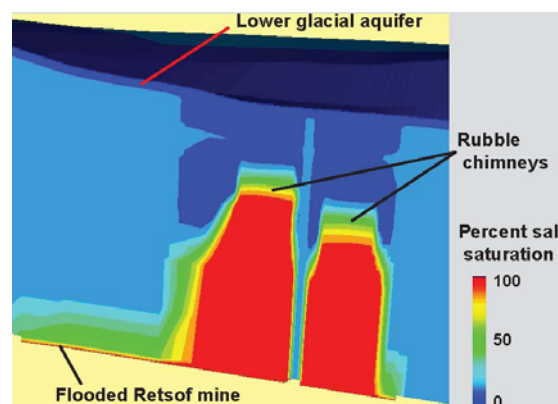 Lower glacial aquifer
Rubble
chimneys
Percent sal
saturation
100
50
0
Flooded Retsof mine